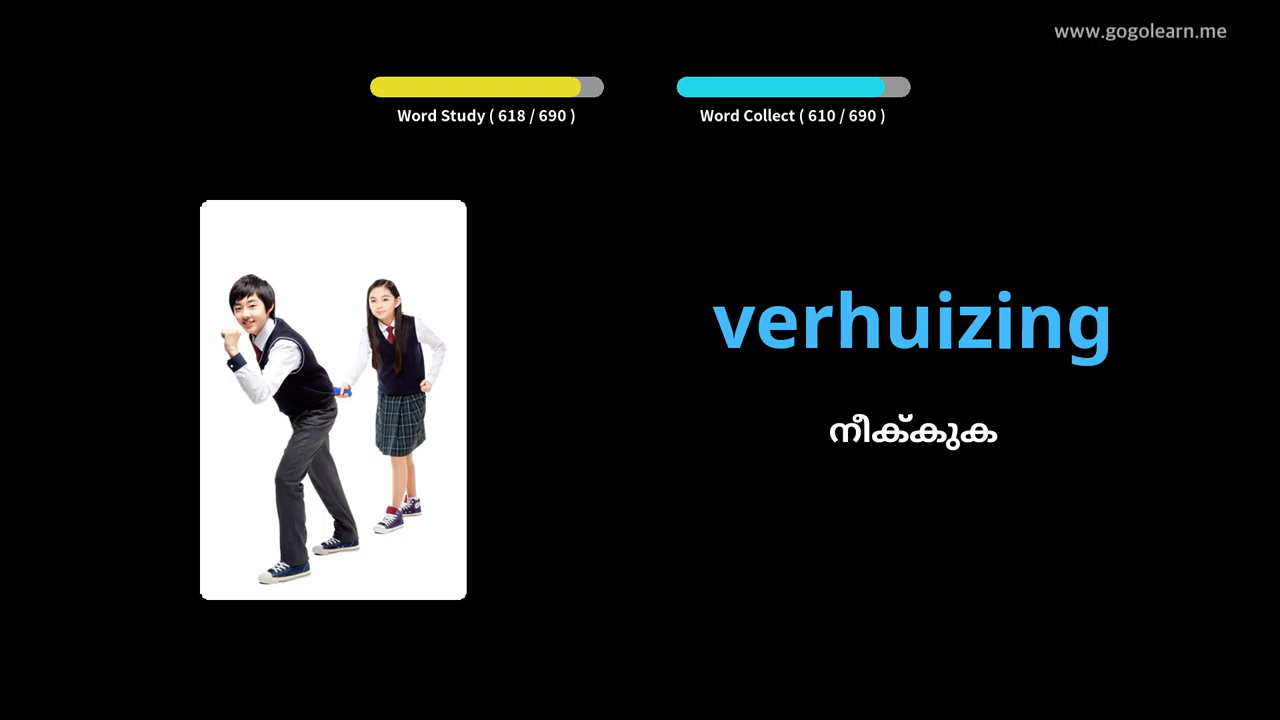 www.gogolearn.me
Word Study ( 618 / 690 )
Word Collect ( 610 / 690 )
verhuizing
നീക്കുക